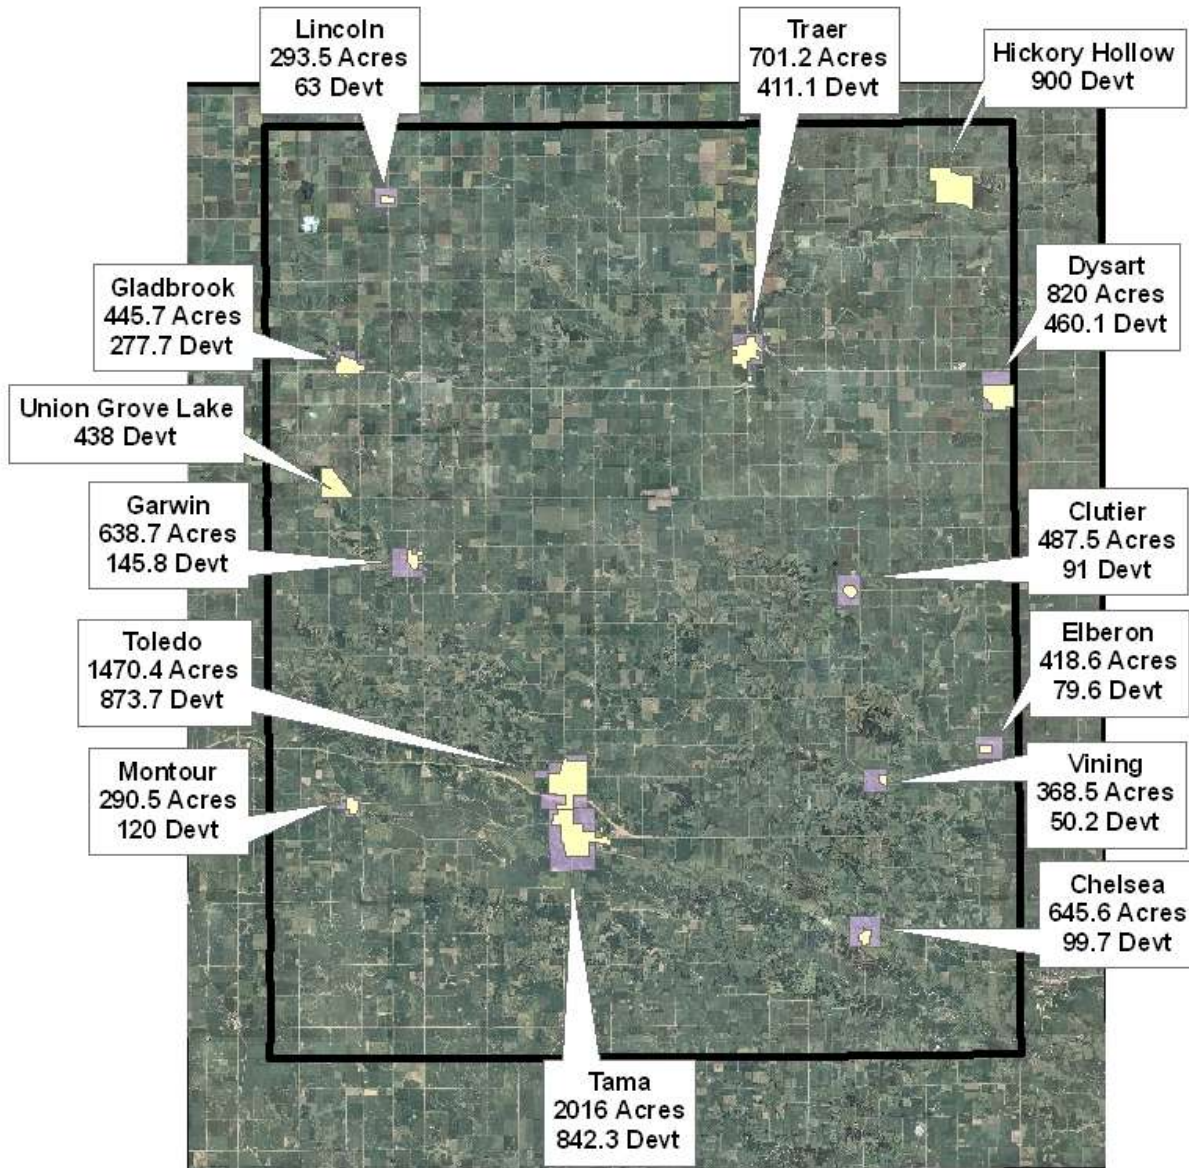 Lincoln
293.5 Acres
63 Devt
Traer
701.2 Acres
411.1 Devt
Hickory Hollow
900 Devt
Gladbrook
445.7 Acres
277.7 Devt
Dysart
820 Acres
460.1 Devt
Union Grove Lake
438 Devt
Garwin
638.7 Acres
145.8 Devt
Clutier
487.5 Acres
91 Devt
Toledo
1470.4 Acres
873.7 Devt
Elberon
418.6 Acres
79.6 Devt
Montour
290.5 Acres
120 Devt
Vining
368.5 Acres
50.2 Devt
Chelsea
645.6 Acres
99.7 Devt
Tama
2016 Acres
842.3 Devt